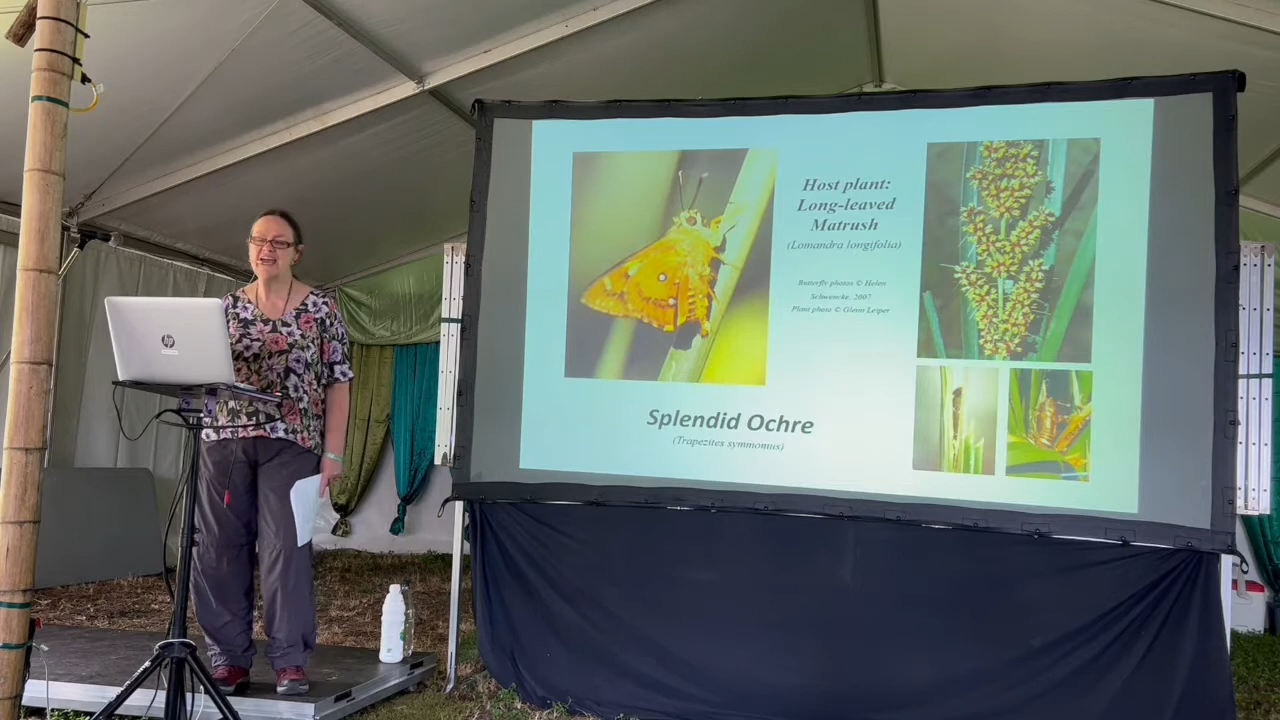 hp
Host plant:
Long-leaved
Matrush
(Lomandra longifolia)
Butterfly photos © Helen
Schwencke, 2007
Plant photo © Glenn Leiper
Splendid Ochre
(Trapezites symmomus)